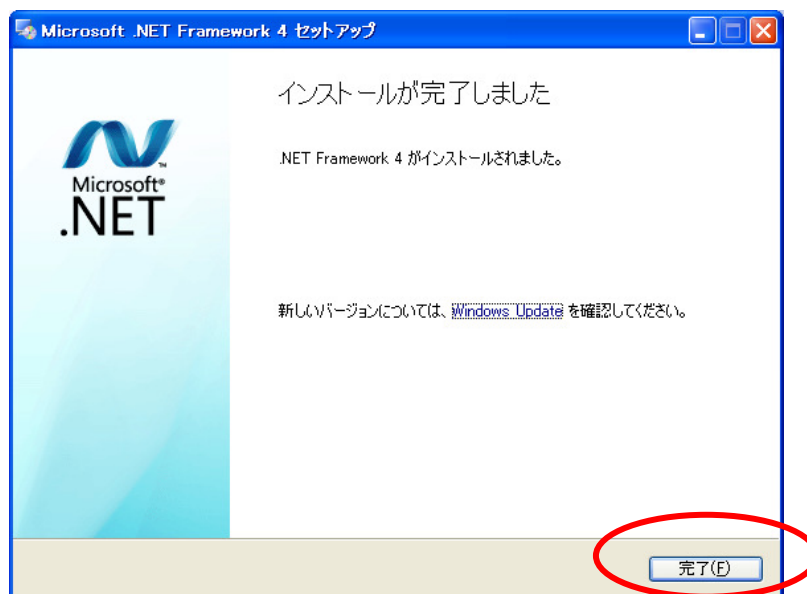 Microsoft .NET Framework 4 セットアップ
インストールが完了しました
.NET Framework 4 がインストールされました。
Microsoft®
.NET™
新しいバージョンについては、Windows Update を確認してください。
完了(F)